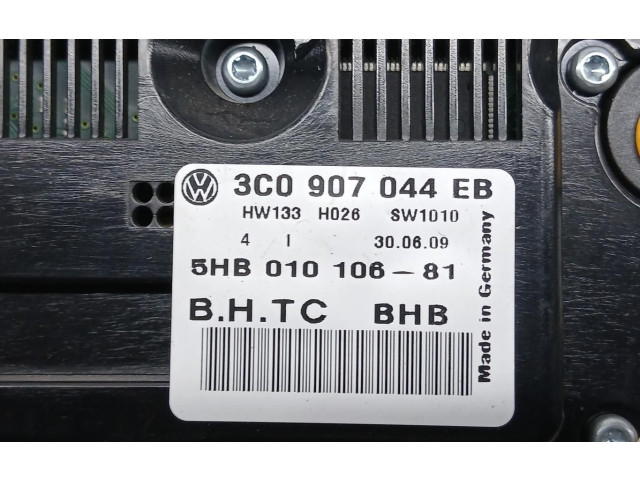 3C0 907 044 EB
HW133 H026 SW1010
4 I 30.06.09
5HB 010 106-81
B.H.TC BHB
Made in Germany